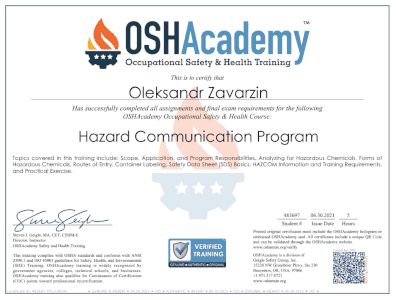 OSHAcademy™
Occupational Safety & Health Training
This is to certify that
Oleksandr Zavarzin
Has successfully completed all assignments and final exam requirements for the following
OSHAcademy Occupational Safety & Health Course:
Hazard Communication Program
Topics covered in this training include: Scope, Application, and Program Responsibilities, Analyzing for Hazardous Chemicals, Forms of
Hazardous Chemicals, Routes of Entry, Container Labeling, Safety Data Sheet (SDS) Basics, HAZCOM Information and Training Requirements,
and Practical Exercise.
483697 06.30.2021 5
Student # Issue Date Hours
Steven J. Geigle, M.A., CET, CSHM-E
Director, Instructor
OSHAcademy Safety and Health Training
This training complies with OSHA standards and confirms with ANSI
Z490.1 and ISO 45001 guidelines for Safety, Health, and Environmental
(SHE) Training. OSHAcademy training is widely recognized by
government agencies, colleges, technical schools, and businesses.
OSHAcademy training also qualifies for Continuance of Certification
(COC) points toward professional recertification.
VERIFIED
TRAINING
GENUINE • AUTHENTIC • ORIGINAL
Printed original certificates must include the OSHAcademy hologram or
embossed OSHAcademy seal. All certificates include a unique QR Code
and can be validated through the OSHAcademy website.
www.oshatrain.org/verify
OSHAcademy is a division of
Geigle Safety Group, Inc.
15220 NW Greenbrier Pkwy, Ste 230
Beaverton, OR, USA, 97006
www.oshatrain.org
+1 971.217.8721